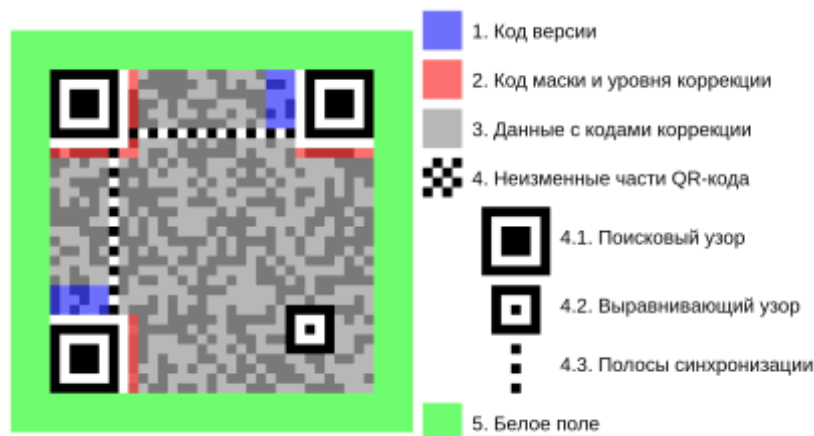 1. Код версии
2. Код маски и уровня коррекции
3. Данные с кодами коррекции
4. Неизменные части QR-кода
4.1. Поисковый узор
4.2. Выравнивающий узор
4.3. Полосы синхронизации
5. Белое поле